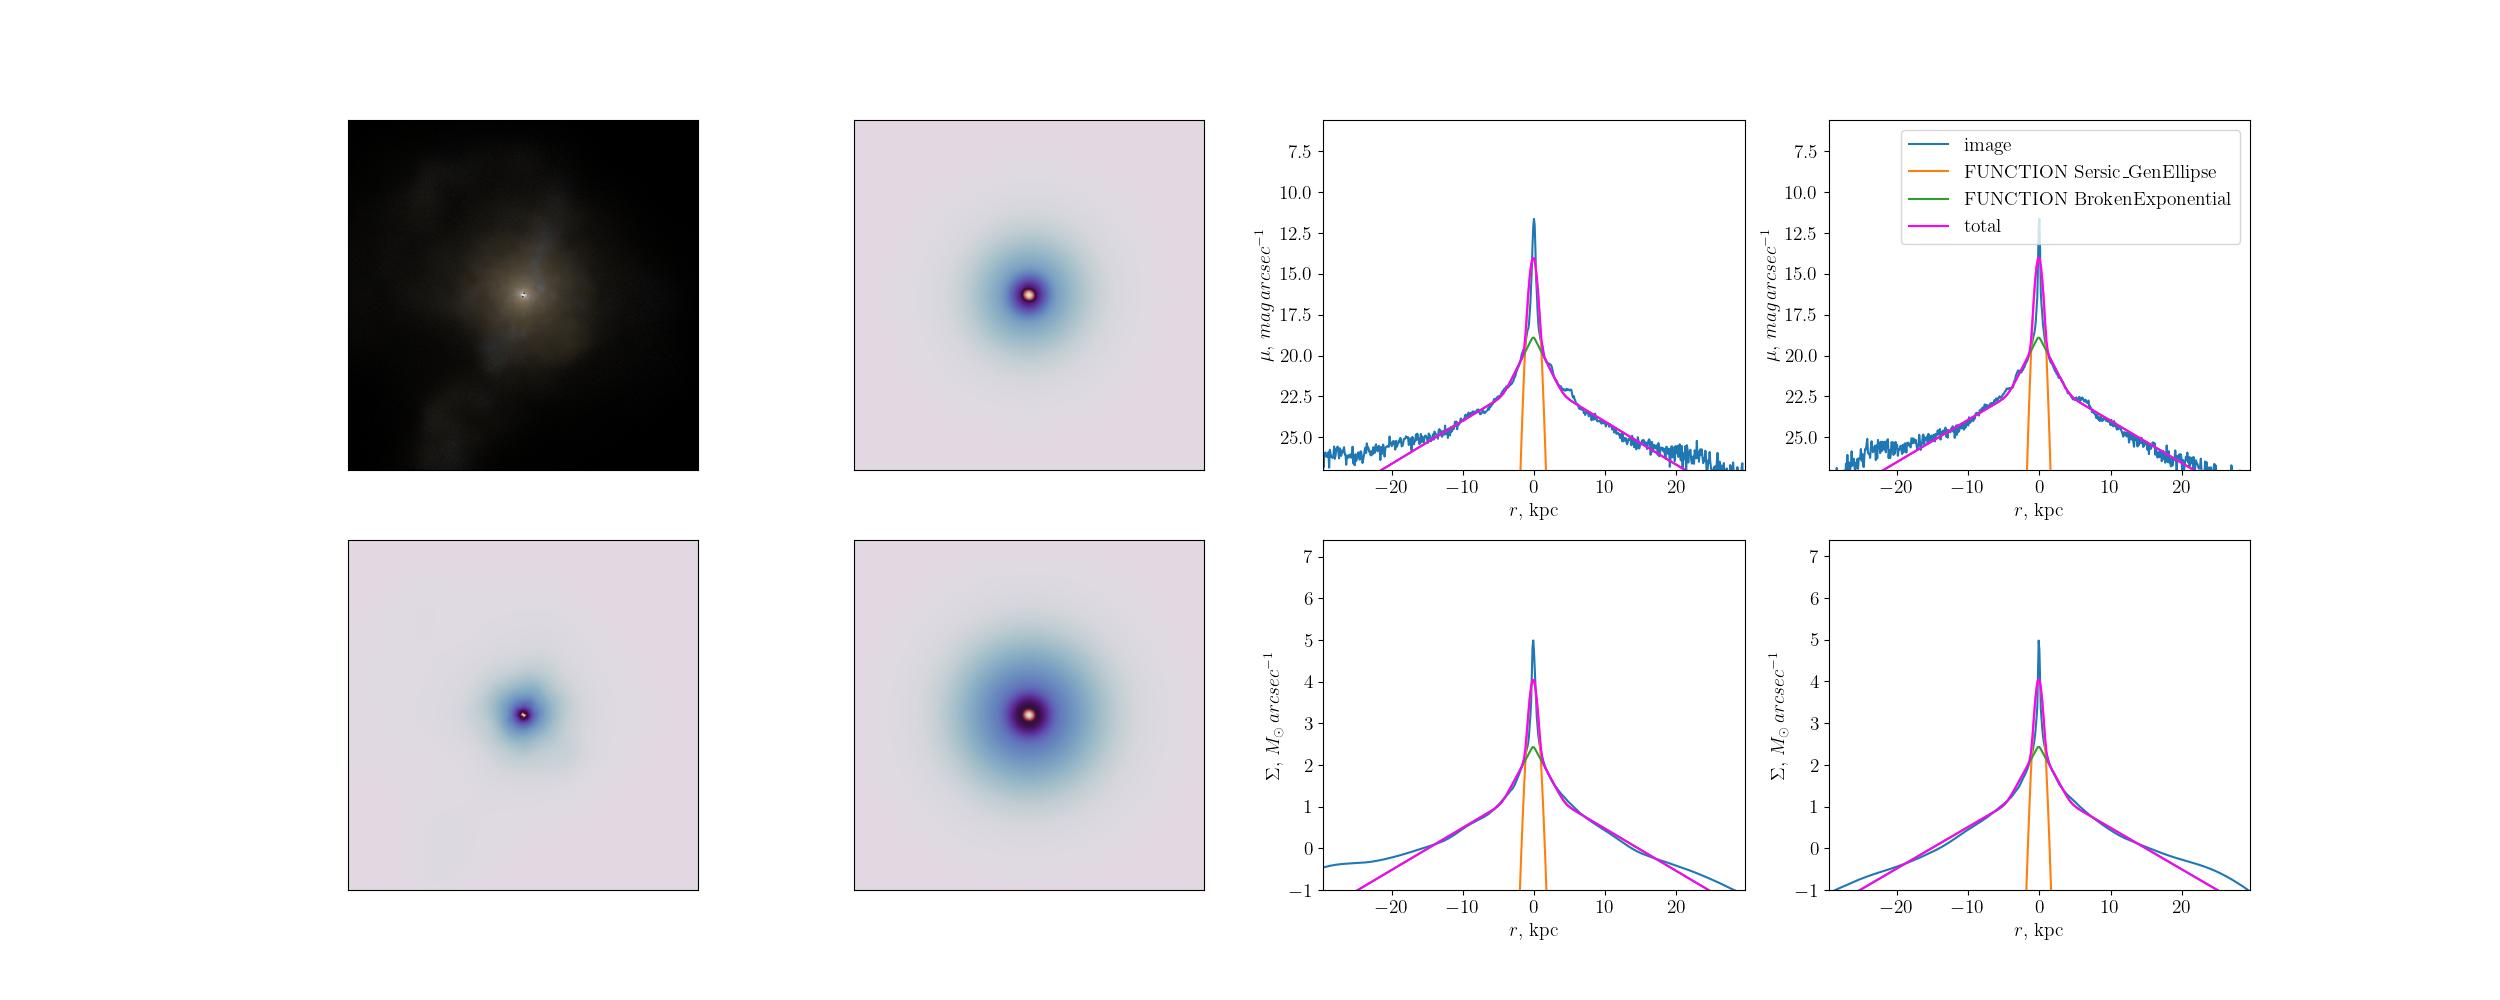 7.5
10.0
12.5
15.0
17.5
20.0
22.5
25.0
μ, mag arcsec⁻¹
−20 −10 0 10 20
r, kpc
7.5
10.0
12.5
15.0
17.5
20.0
22.5
25.0
μ, mag arcsec⁻¹
image
FUNCTION Sersic_GenEllipse
FUNCTION BrokenExponential
total
−20 −10 0 10 20
r, kpc
7
6
5
4
3
2
1
0
−1
Σ, M⊙ arcsec⁻¹
−20 −10 0 10 20
r, kpc
7
6
5
4
3
2
1
0
−1
Σ, M⊙ arcsec⁻¹
−20 −10 0 10 20
r, kpc